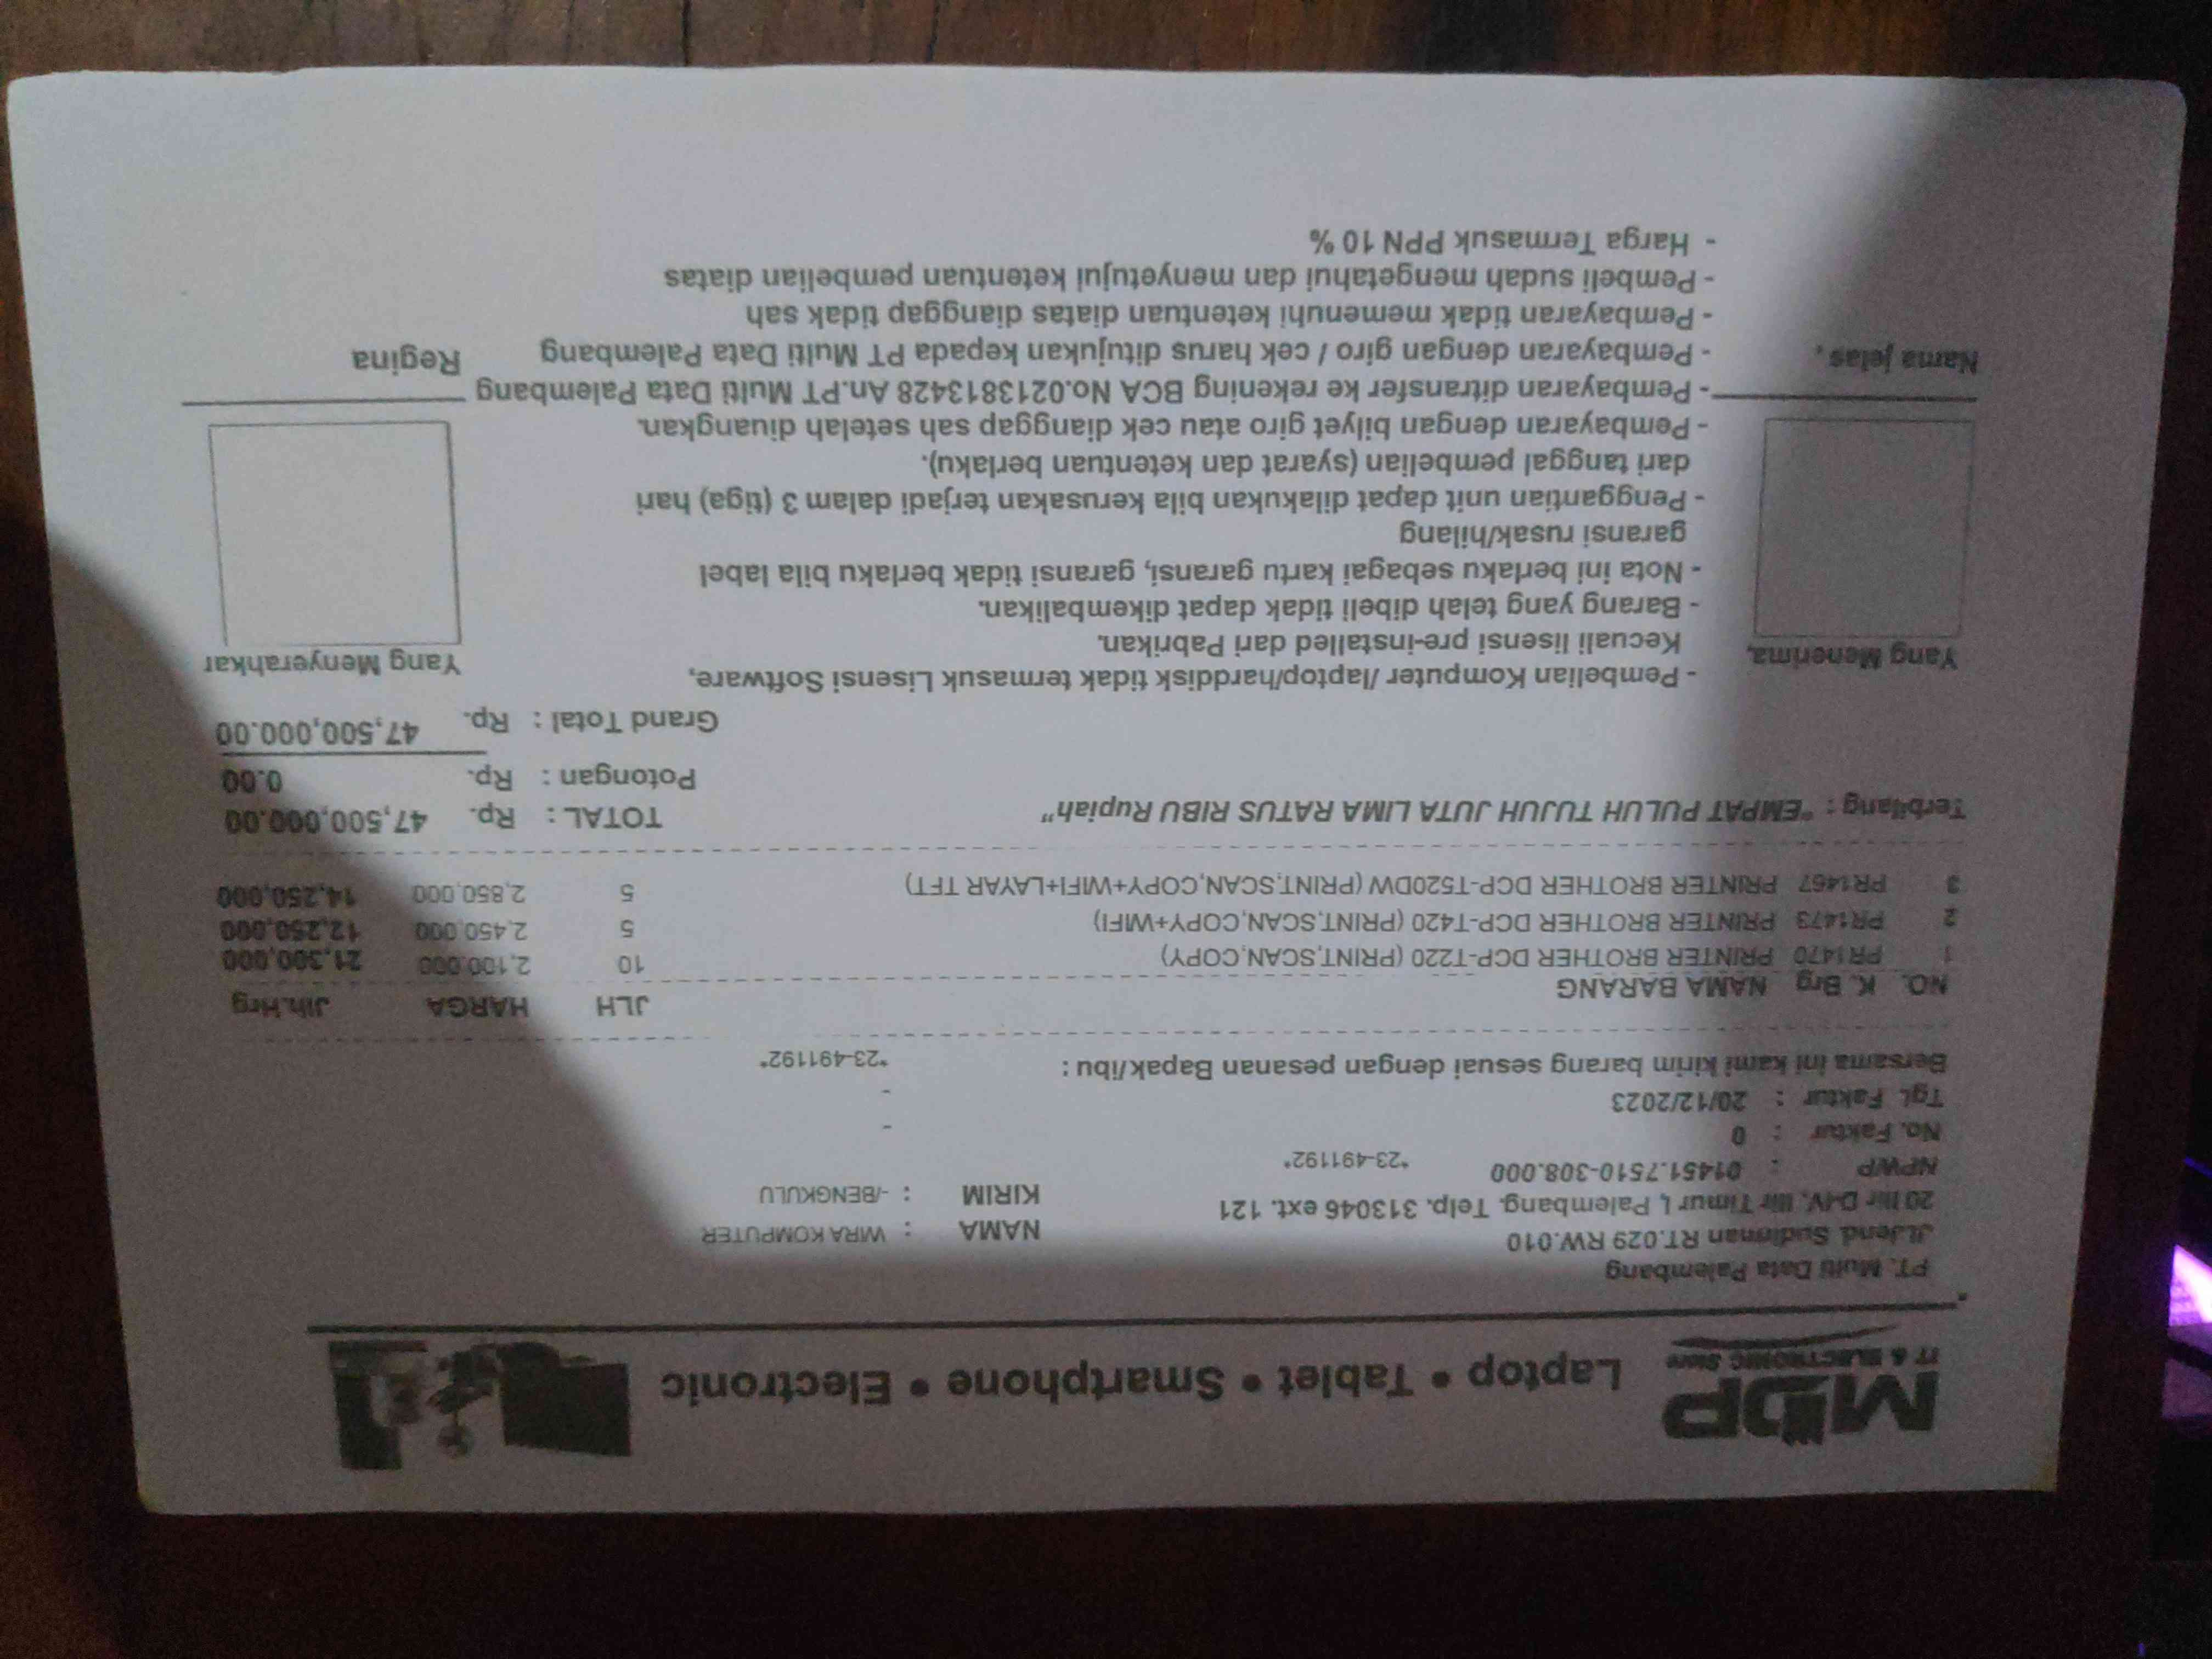 MDP
IT & ELECTRONIC Store
Laptop • Tablet • Smartphone • Electronic
PT. Multi Data Palembang
Jl.Jend. Sudirman RT.029 RW.010
20 Ilir D-IV, Ilir Timur I, Palembang. Telp. 313046 ext. 121
NPWP : 01451.7510-308.000 *23-491192*
No. Faktur : 0
Tgl. Faktur : 20/12/2023
NAMA : WIRA KOMPUTER
KIRIM : -/BENGKULU
-
-
Bersama ini kami kirim barang sesuai dengan pesanan Bapak/ibu : *23-491192*
NO. K. Brg NAMA BARANG JLH HARGA Jlh.Hrg
1 PR1470 PRINTER BROTHER DCP-T220 (PRINT,SCAN,COPY) 10 2,100,000 21,300,000
2 PR1473 PRINTER BROTHER DCP-T420 (PRINT,SCAN,COPY+WIFI) 5 2,450,000 12,250,000
3 PR1467 PRINTER BROTHER DCP-T520DW (PRINT,SCAN,COPY+WIFI+LAYAR TFT) 5 2,850,000 14,250,000
Terbilang : "EMPAT PULUH TUJUH JUTA LIMA RATUS RIBU Rupiah"
TOTAL : Rp. 47,500,000.00
Potongan : Rp. 0.00
Grand Total : Rp. 47,500,000.00
Yang Menerima,
- Pembelian Komputer /laptop/harddisk tidak termasuk Lisensi Software,
Kecuali lisensi pre-installed dari Pabrikan.
- Barang yang telah dibeli tidak dapat dikembalikan.
- Nota ini berlaku sebagai kartu garansi, garansi tidak berlaku bila label
garansi rusak/hilang
- Penggantian unit dapat dilakukan bila kerusakan terjadi dalam 3 (tiga) hari
dari tanggal pembelian (syarat dan ketentuan berlaku).
- Pembayaran dengan bilyet giro atau cek dianggap sah setelah diuangkan.
- Pembayaran ditransfer ke rekening BCA No.0213813428 An.PT Multi Data Palembang
- Pembayaran dengan giro / cek harus ditujukan kepada PT Multi Data Palembang
- Pembayaran tidak memenuhi ketentuan diatas dianggap tidak sah
- Pembeli sudah mengetahui dan menyetujui ketentuan pembelian diatas
- Harga Termasuk PPN 10 %
Yang Menyerahkar
Nama jelas ,
Regina